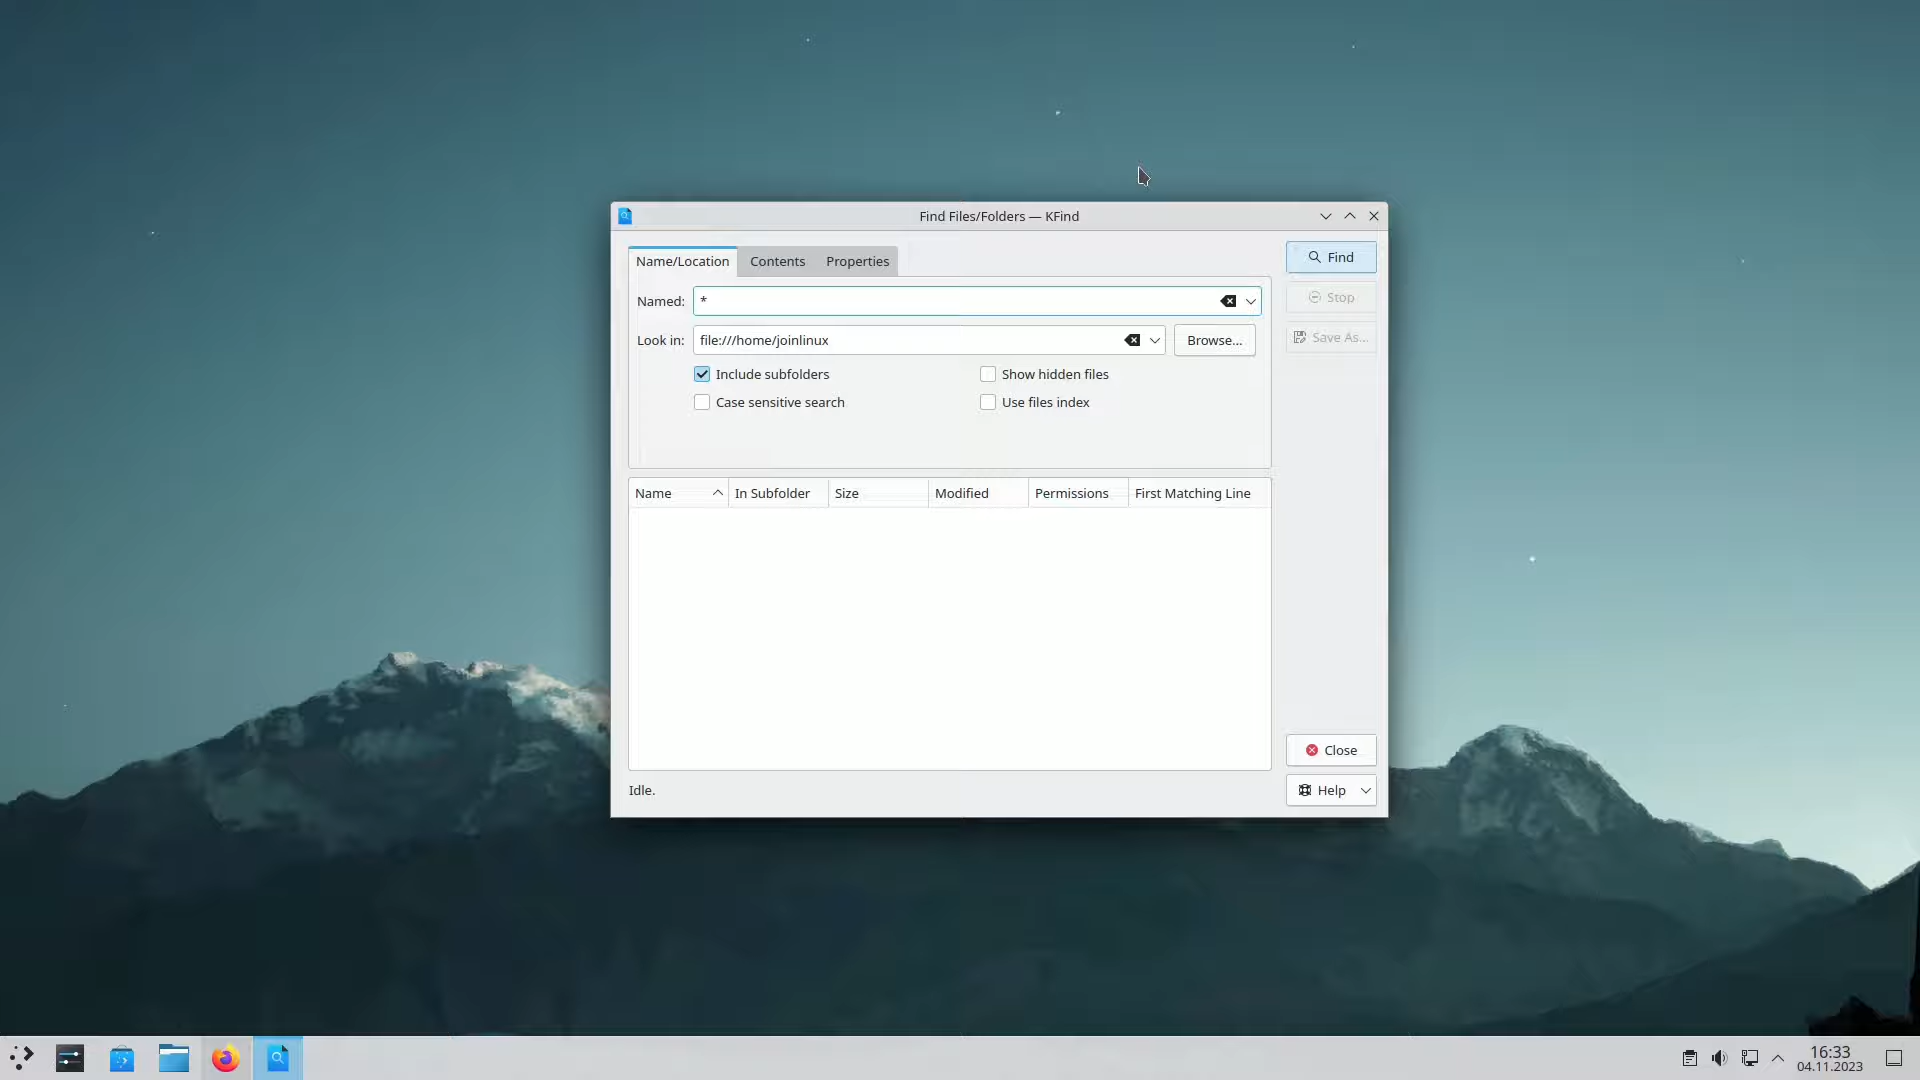 Find Files/Folders — KFind
Name/Location Contents Properties
Find
Named: *
Stop
Look in: file:///home/joinlinux Browse...
Save As...
Include subfolders Show hidden files
Case sensitive search Use files index
Name In Subfolder Size Modified Permissions First Matching Line
Close
Idle.
Help
16:33
04.11.2023